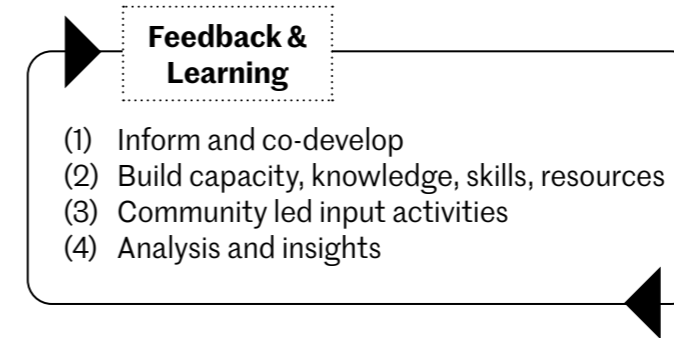 Feedback &
Learning
(1) Inform and co-develop
(2) Build capacity, knowledge, skills, resources
(3) Community led input activities
(4) Analysis and insights